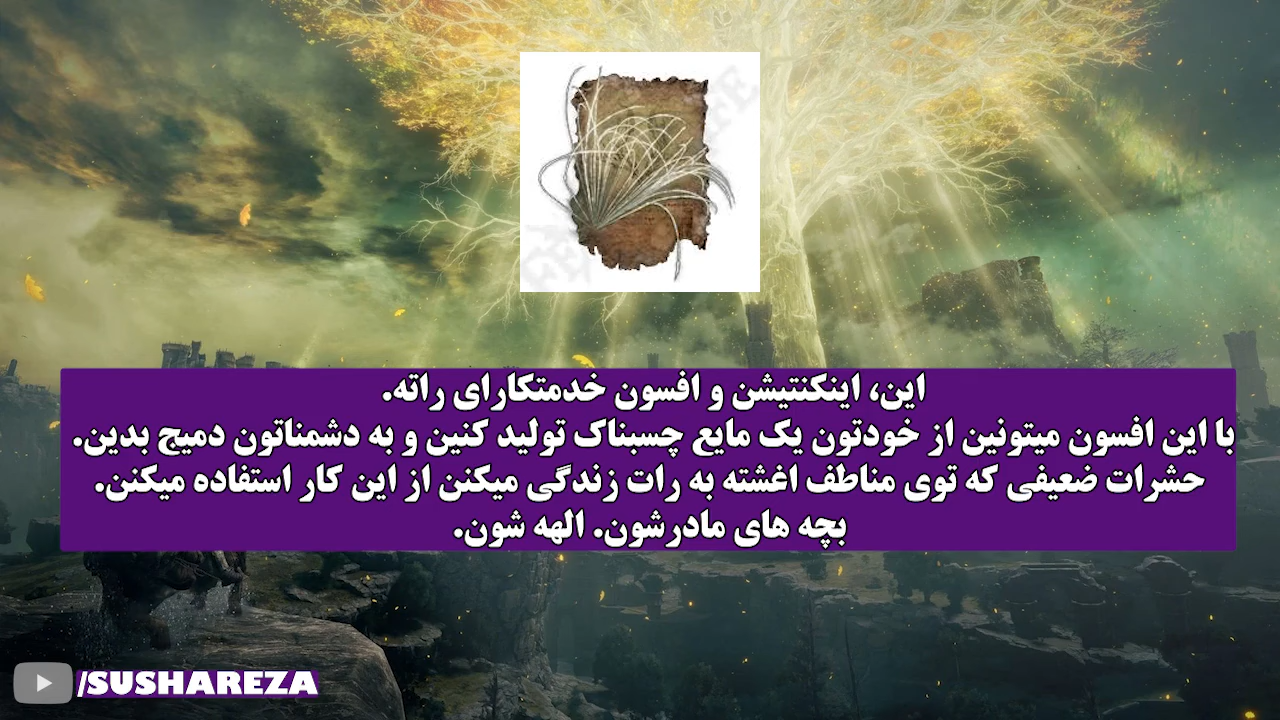 این، اینکنتیشن و افسون خدمتکارای راته.
با این افسون میتونین از خودتون یک مایع چسبناک تولید کنین و به دشمناتون دمیج بدین.
حشرات ضعیفی که توی مناطف اغشته به رات زندگی میکنن از این کار استفاده میکنن.
بچه های مادرشون. الهه شون.
/SUSHAREZA